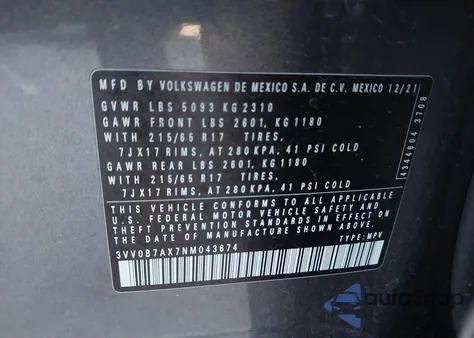 MFD. BY VOLKSWAGEN DE MEXICO S.A. DE C.V. MEXICO 12/21
GVWR LBS 5093 KG2310
GAWR FRONT LBS 2601, KG1180
WITH 215/65 R17 TIRES,
7JX17 RIMS, AT 280KPA, 41 PSI COLD
GAWR REAR LBS 2601, KG1180
WITH 215/65 R17 TIRES,
7JX17 RIMS, AT 280KPA, 41 PSI COLD
THIS VEHICLE CONFORMS TO ALL APPLICABLE
U.S. FEDERAL MOTOR VEHICLE SAFETY AND
THEFT PREVENTION STANDARDS IN EFFECT ON
THE DATE OF MANUFACTURE SHOWN ABOVE.
3VV0B7AX7NM043674 TYPE: MPV
4344604 3708
autoSnap